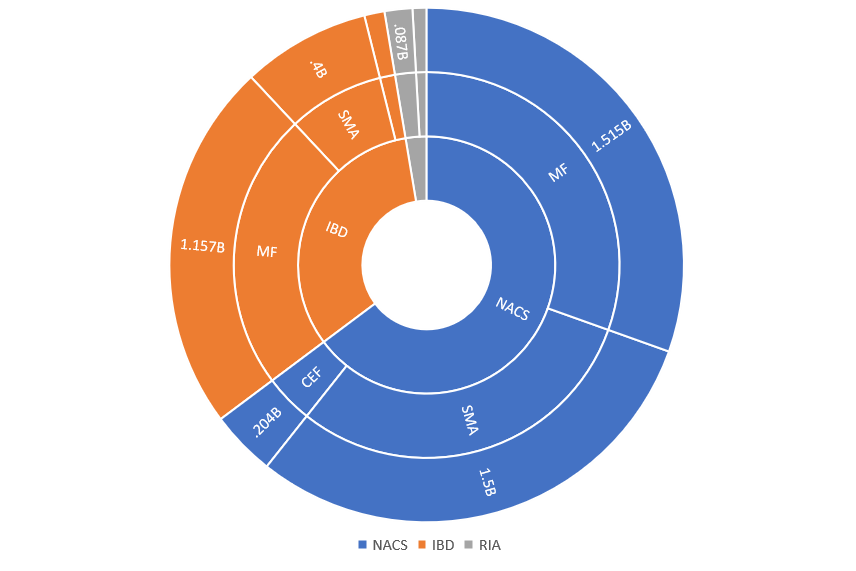 .087B
.4B
SMA
1.515B
MF
IBD
1.157B
MF
NACS
CEF
.204B
SMA
1.5B
NACS IBD RIA